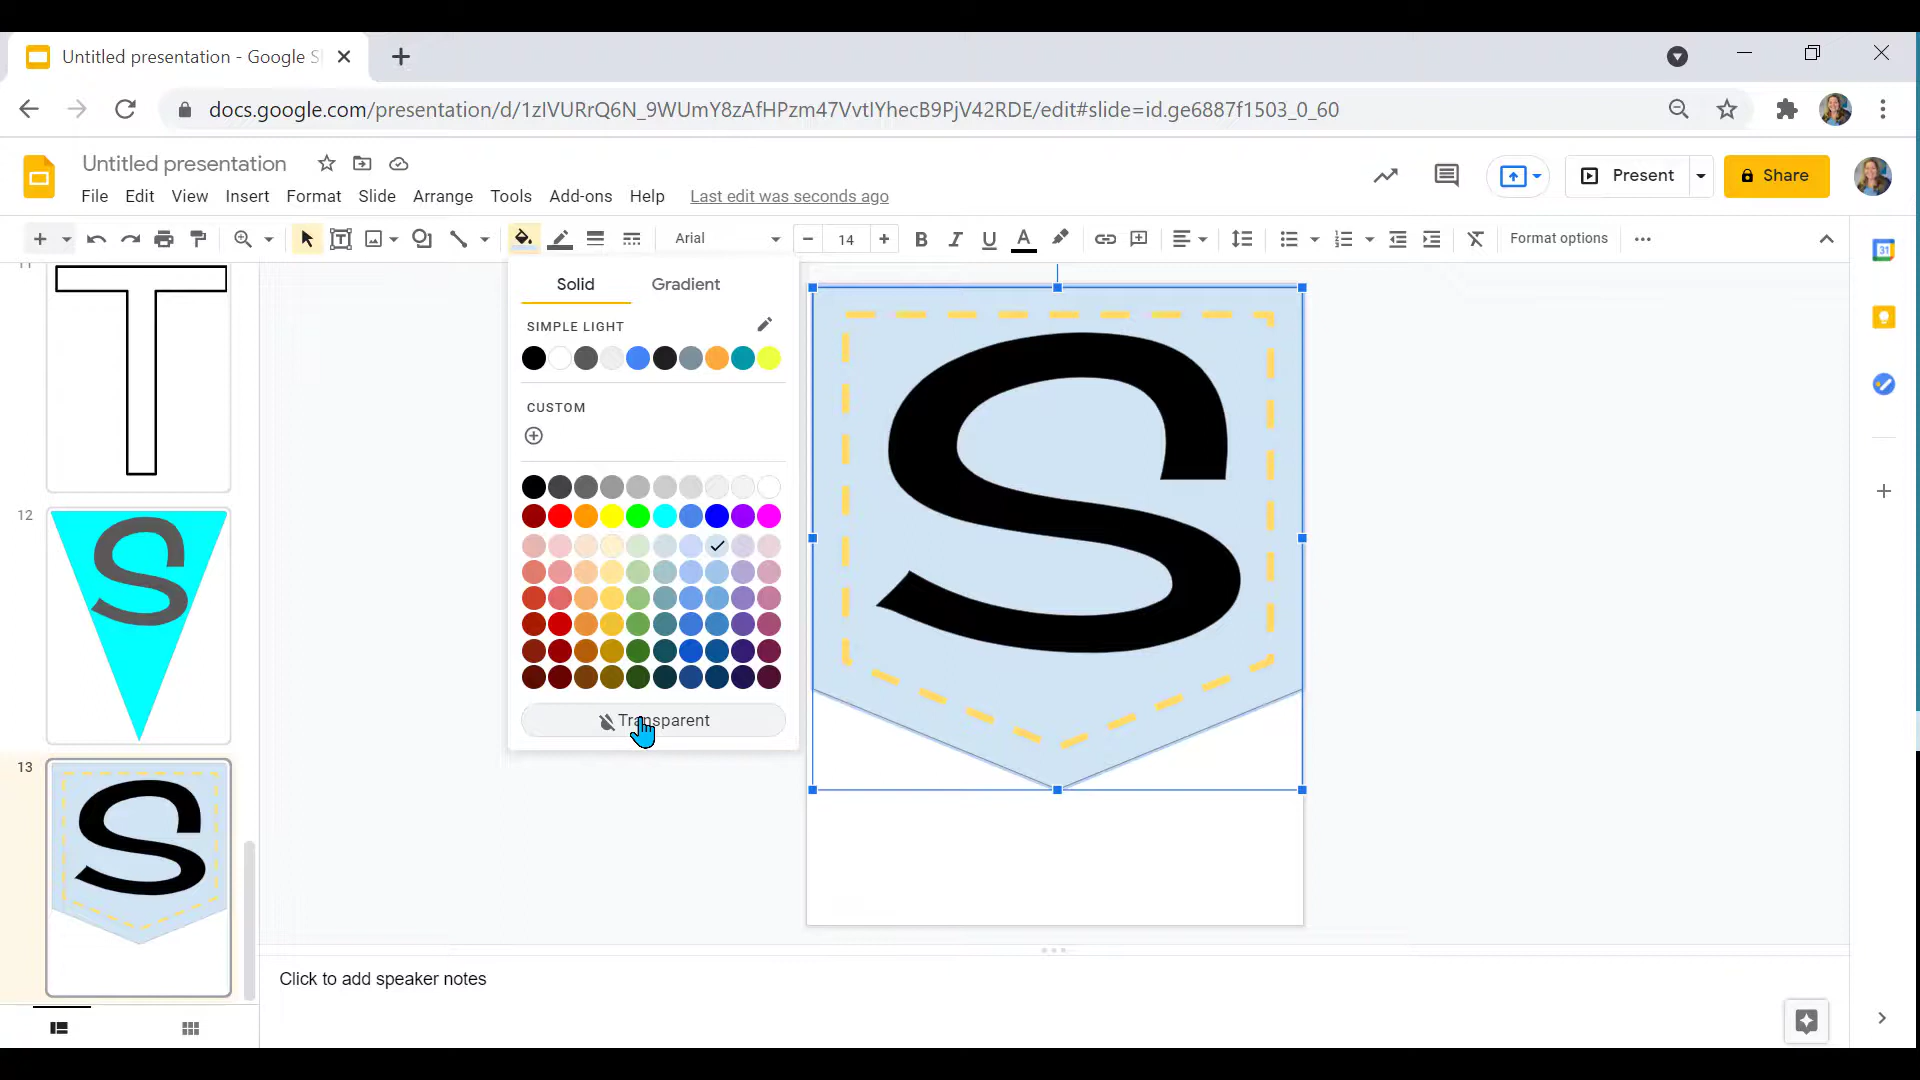 Untitled presentation - Google S
docs.google.com/presentation/d/1zIVURrQ6N_9WUmY8zAfHPzm47VvtIYhecB9PjV42RDE/edit#slide=id.ge6887f1503_0_60
Untitled presentation
File Edit View Insert Format Slide Arrange Tools Add-ons Help Last edit was seconds ago
Present
Share
Arial 14 B I U A Format options
31
Solid Gradient
SIMPLE LIGHT
CUSTOM
Transparent
T
12
S
13
S
S
Click to add speaker notes